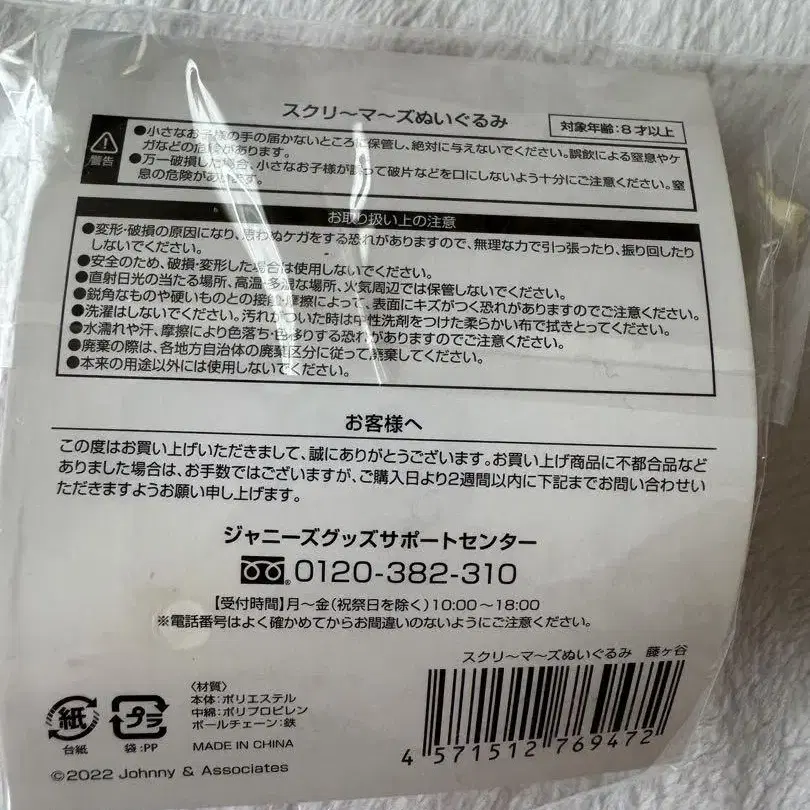 スクリ〜マ〜ズぬいぐるみ
対象年齢:8才以上
警告
●小さなお子様の手の届かないところに保管し、絶対に与えないでください。誤飲による窒息やケ
ガなどの危険があります。
●万一破損した場合、小さなお子様が誤って破片などを口にしないよう十分にご注意ください。窒
息の危険があります。
お取り扱い上の注意
●変形・破損の原因になり、思わぬケガをする恐れがありますので、無理な力で引っ張ったり、振り回したり
しないでください。
●安全のため、破損・変形した場合は使用しないでください。
●直射日光の当たる場所、高温・多湿な場所、火気周辺では保管しないでください。
●鋭角なものや硬いものとの接触・摩擦によって、表面にキズがつく恐れがありますのでご注意ください。
●洗濯はしないでください。汚れがついた時は中性洗剤をつけた柔らかい布で拭きとってください。
●水濡れや汗、摩擦により色落ち・色移りする恐れがありますのでご注意ください。
●廃棄の際は、各地方自治体の廃棄区分に従って廃棄してください。
●本来の用途以外には使用しないでください。
お客様へ
この度はお買い上げいただきまして、誠にありがとうございます。お買い上げ商品に不都合品など
ありました場合は、お手数ではございますが、ご購入日より2週間以内に下記までお問い合わせい
ただきますようお願い申し上げます。
ジャニーズグッズサポートセンター
0120-382-310
【受付時間】月〜金(祝祭日を除く)10:00〜18:00
※電話番号はよく確かめてからお間違いのないようにご注意ください。
スクリ〜マ〜ズぬいぐるみ 藤ヶ谷
紙
台紙
プラ
袋:PP
〈材質〉
本体:ポリエステル
中綿:ポリプロピレン
ボールチェーン:鉄
MADE IN CHINA
4 571512 769472
©2022 Johnny & Associates